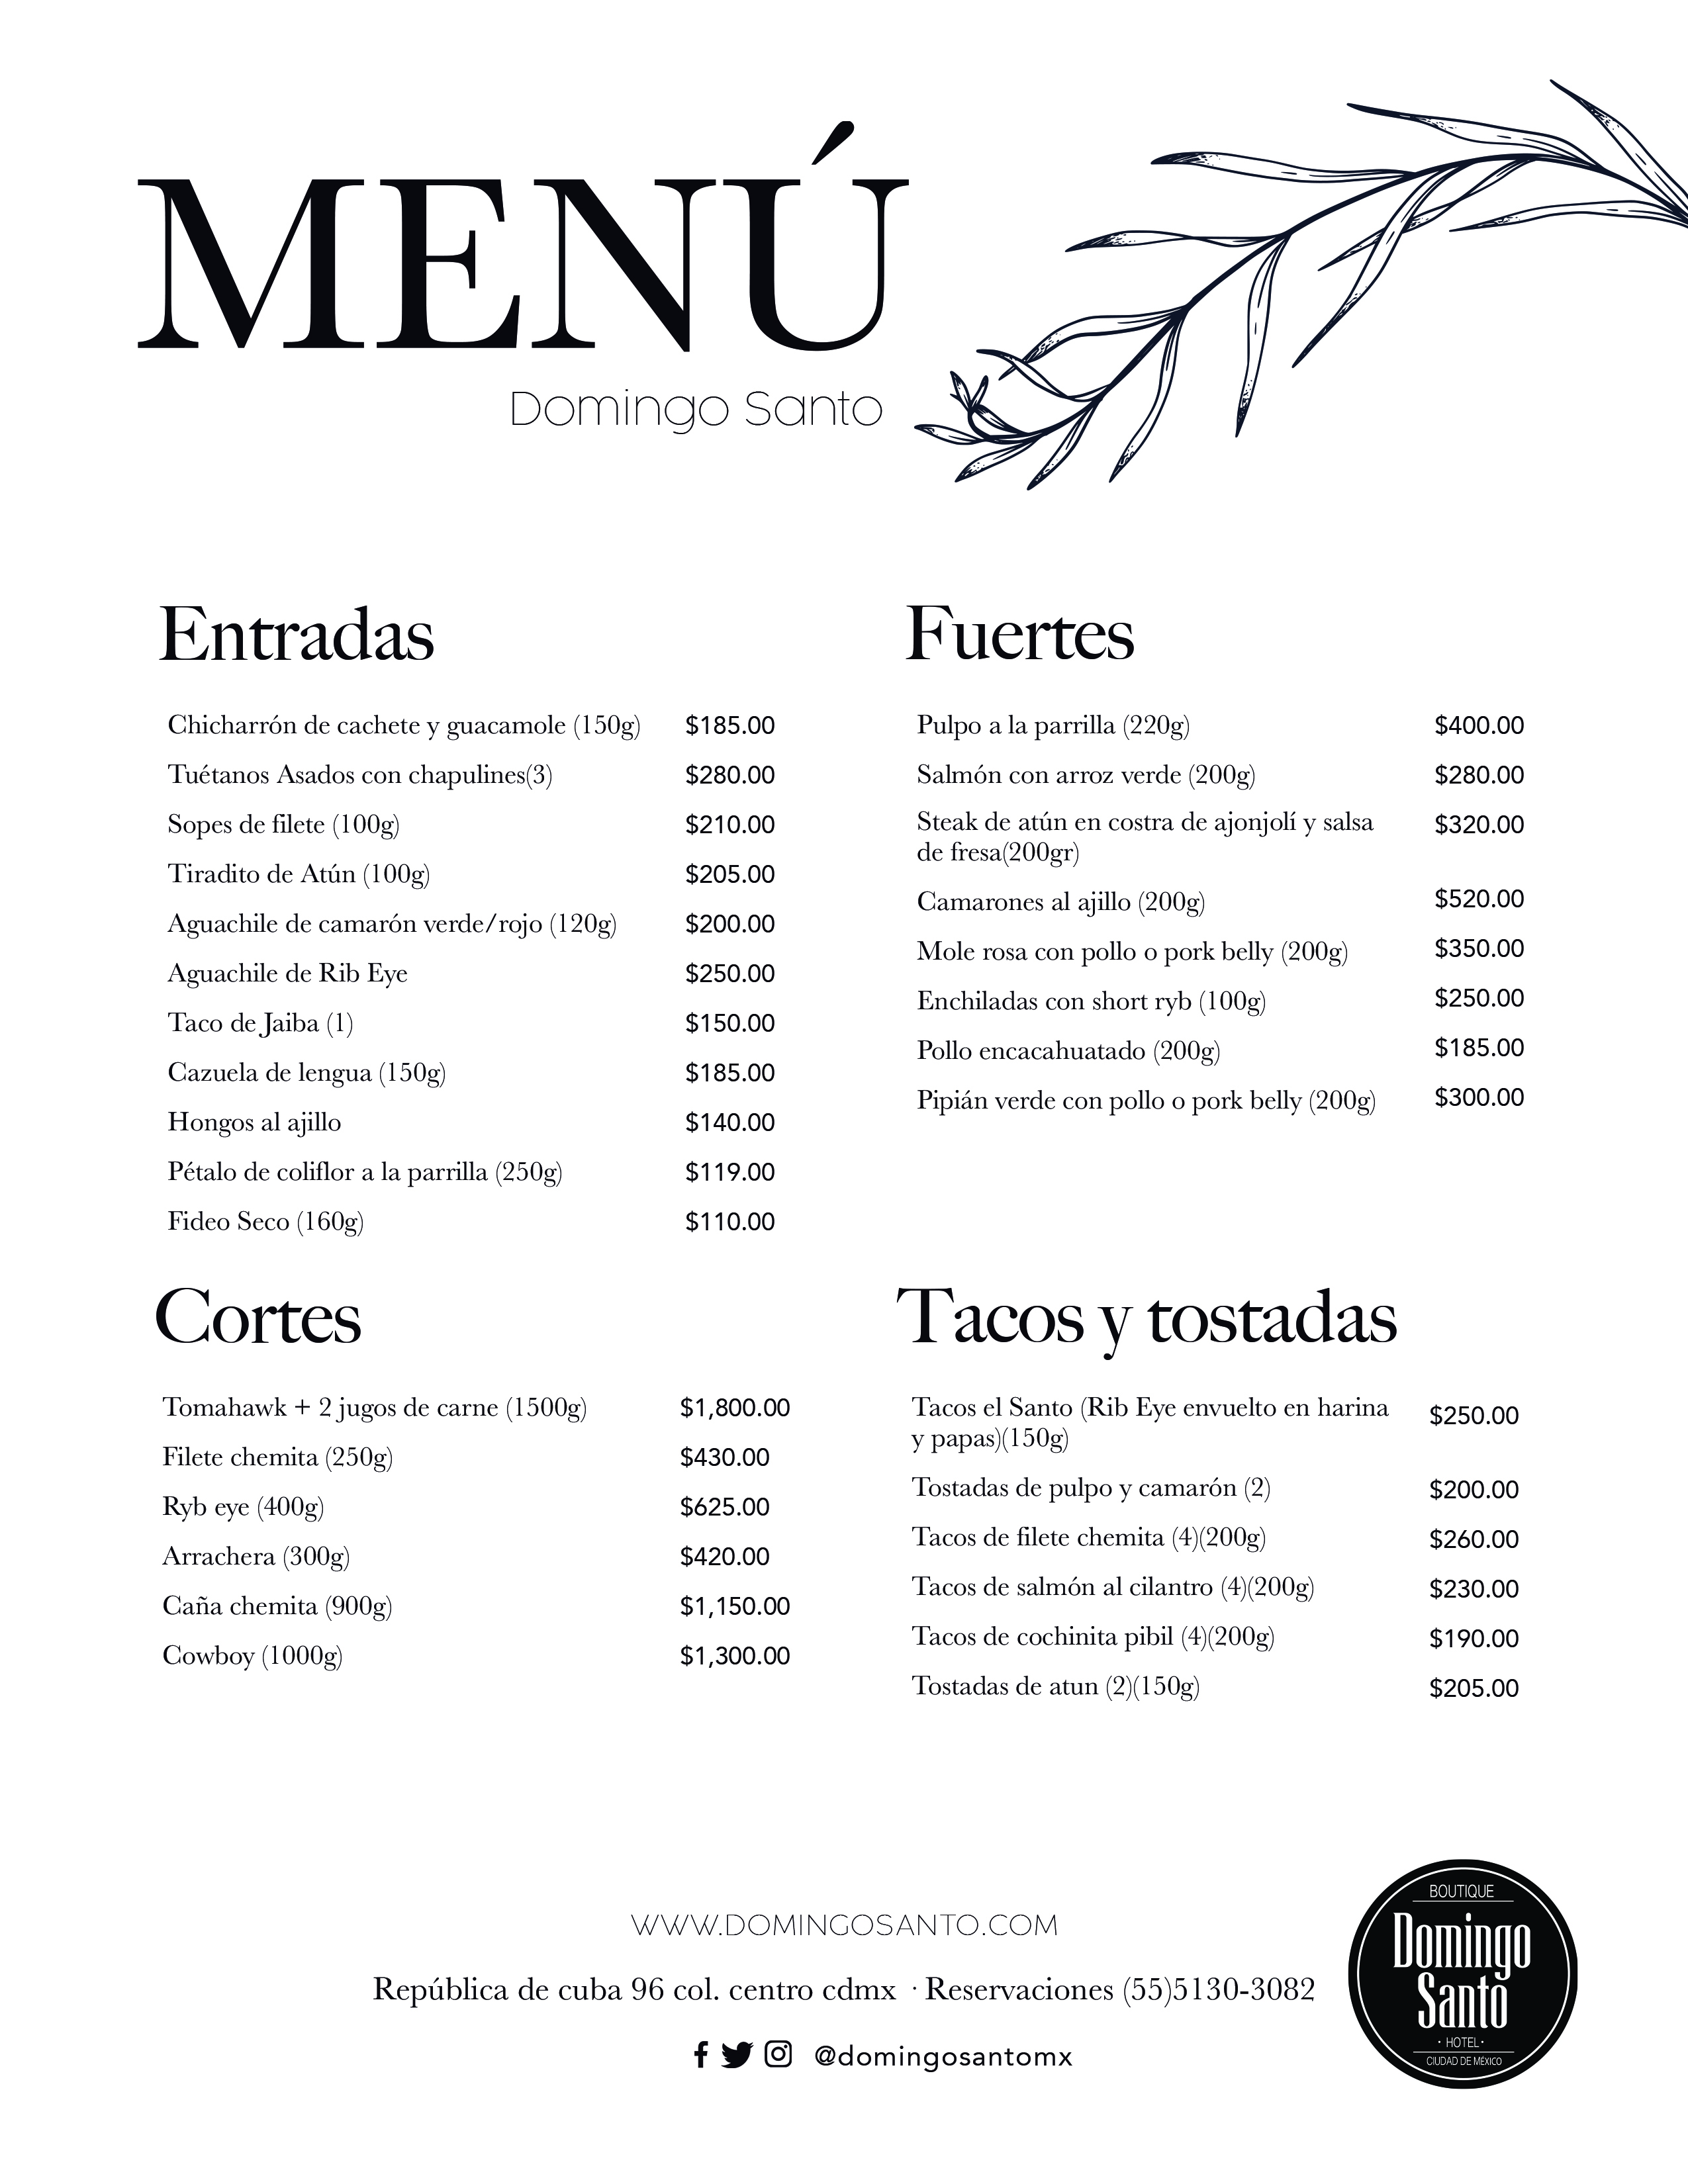 MENÚ
Domingo Santo
Entradas
Chicharrón de cachete y guacamole (150g) $185.00
Tuétanos Asados con chapulines(3) $280.00
Sopes de filete (100g) $210.00
Tiradito de Atún (100g) $205.00
Aguachile de camarón verde/rojo (120g) $200.00
Aguachile de Rib Eye $250.00
Taco de Jaiba (1) $150.00
Cazuela de lengua (150g) $185.00
Hongos al ajillo $140.00
Pétalo de coliflor a la parrilla (250g) $119.00
Fideo Seco (160g) $110.00
Fuertes
Pulpo a la parrilla (220g) $400.00
Salmón con arroz verde (200g) $280.00
Steak de atún en costra de ajonjolí y salsa $320.00
de fresa(200gr)
Camarones al ajillo (200g) $520.00
Mole rosa con pollo o pork belly (200g) $350.00
Enchiladas con short ryb (100g) $250.00
Pollo encacahuatado (200g) $185.00
Pipián verde con pollo o pork belly (200g) $300.00
Cortes
Tomahawk + 2 jugos de carne (1500g) $1,800.00
Filete chemita (250g) $430.00
Ryb eye (400g) $625.00
Arrachera (300g) $420.00
Caña chemita (900g) $1,150.00
Cowboy (1000g) $1,300.00
Tacos y tostadas
Tacos el Santo (Rib Eye envuelto en harina $250.00
y papas)(150g)
Tostadas de pulpo y camarón (2) $200.00
Tacos de filete chemita (4)(200g) $260.00
Tacos de salmón al cilantro (4)(200g) $230.00
Tacos de cochinita pibil (4)(200g) $190.00
Tostadas de atun (2)(150g) $205.00
WWW.DOMINGOSANTO.COM
República de cuba 96 col. centro cdmx · Reservaciones (55)5130-3082
@domingosantomx
BOUTIQUE
Domingo
Santo
· HOTEL ·
CIUDAD DE MÉXICO